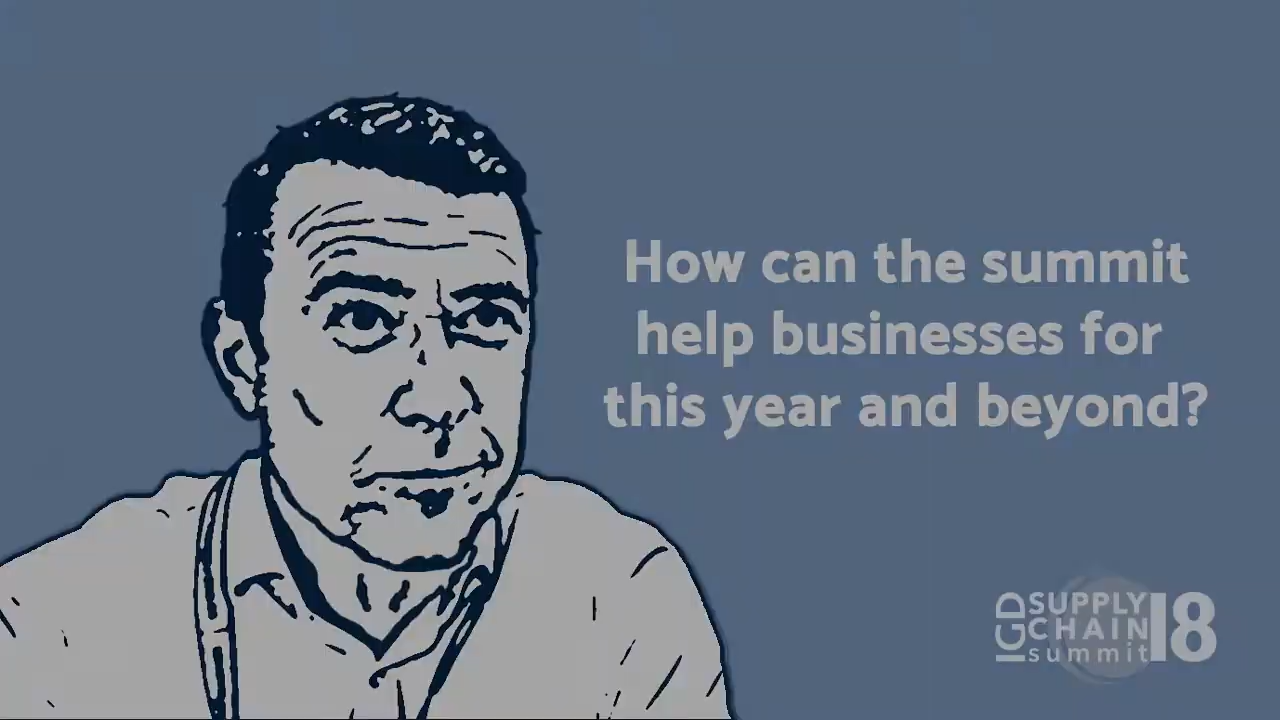 How can the summit
help businesses for
this year and beyond?
IGD
SUPPLY
CHAIN
summit
18